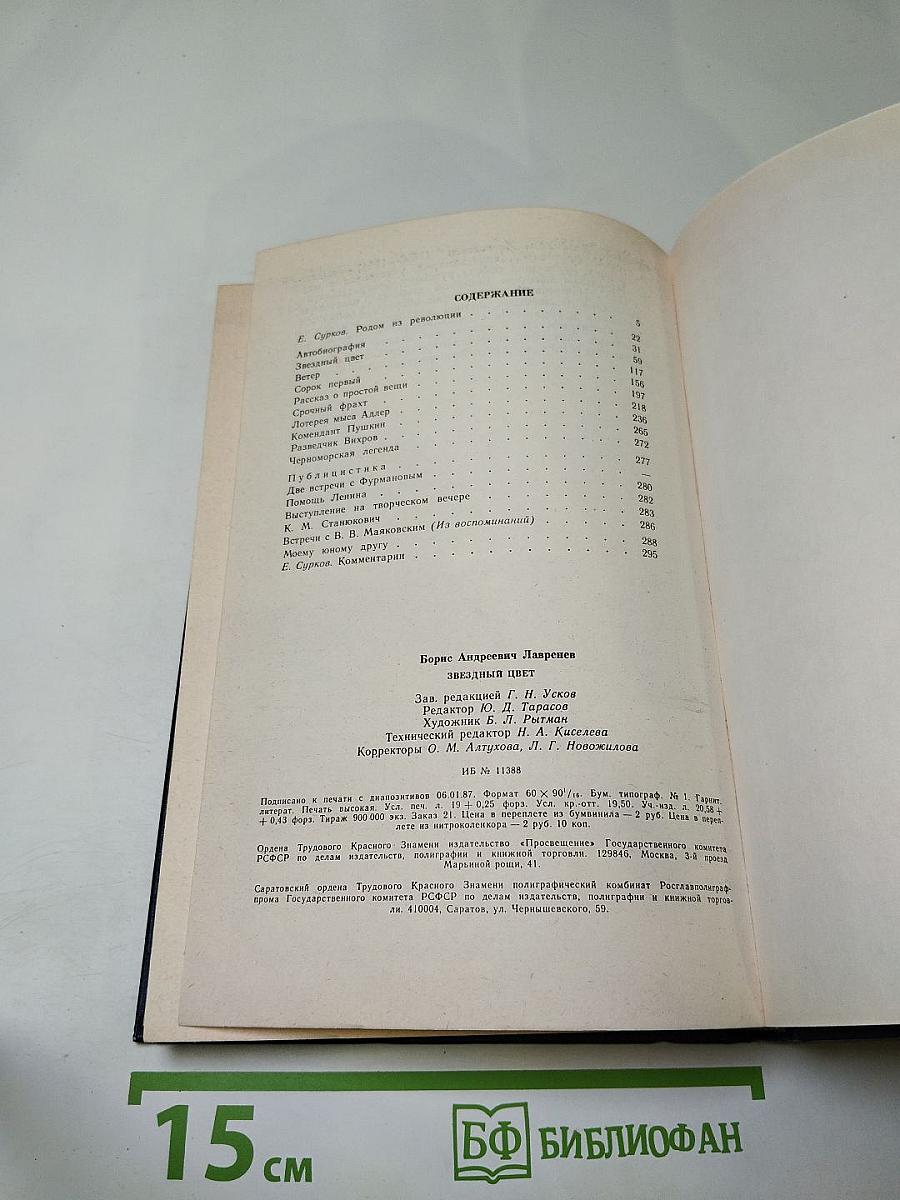 СОДЕРЖАНИЕ
Е. Сурков. Родом из революции . . . . . . . . . 5
Автобиография . . . . . . . . . . . . 22
Звездный цвет . . . . . . . . . . . . 31
Ветер . . . . . . . . . . . . 59
Сорок первый . . . . . . . . . . . . 117
Рассказ о простой вещи . . . . . . . . . . 156
Срочный фрахт . . . . . . . . . . . . 197
Лотерея мыса Адлер . . . . . . . . . . . 218
Комендант Пушкин . . . . . . . . . . . 236
Разведчик Вихров . . . . . . . . . . . 265
Черноморская легенда . . . . . . . . . . 272
Публицистика . . . . . . . . . . . 277
Две встречи с Фурмановым . . . . . . . . . —
Помощь Ленина . . . . . . . . . . . 280
Выступление на творческом вечере . . . . . . . 282
К. М. Станюкович . . . . . . . . . . . 283
Встречи с В. В. Маяковским (Из воспоминаний) . . . . . 286
Моему юному другу . . . . . . . . . . . 288
Е. Сурков. Комментарии . . . . . . . . . . 295
Борис Андреевич Лавренев
ЗВЕЗДНЫЙ ЦВЕТ
Зав. редакцией Г. Н. Усков
Редактор Ю. Д. Тарасов
Художник Б. Л. Рытман
Технический редактор Н. А. Киселева
Корректоры О. М. Алтухова, Л. Г. Новожилова
ИБ № 11388
Подписано к печати с диапозитивов 06.01.87. Формат 60 × 90¹/₁₆. Бум. типограф. № 1. Гарнит.
литерат. Печать высокая. Усл. печ. л. 19 + 0,25 форз. Усл. кр.-отт. 19,50. Уч.-изд. л. 20,58 +
+ 0,43 форз. Тираж 900 000 экз. Заказ 21. Цена в переплете из бумвинила — 2 руб. Цена в переп-
лете из нитроколенкора — 2 руб. 10 коп.
Ордена Трудового Красного Знамени издательство «Просвещение» Государственного комитета
РСФСР по делам издательств, полиграфии и книжной торговли. 129846, Москва, 3-й проезд
Марьиной рощи, 41.
Саратовский ордена Трудового Красного Знамени полиграфический комбинат Росглавполиграф-
прома Государственного комитета РСФСР по делам издательств, полиграфии и книжной торгов-
ли. 410004, Саратов, ул. Чернышевского, 59.
15 см
БФ БИБЛИОФАН